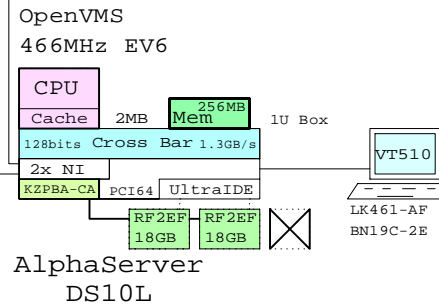 OpenVMS
466MHz EV6
CPU
Cache 2MB
256MB
Mem
1U Box
128bits Cross Bar 1.3GB/s
2x NI
KZPBA-CA PCI64 UltraIDE
VT510
LK461-AF
BN19C-2E
RF2EF RF2EF
18GB 18GB
AlphaServer
DS10L